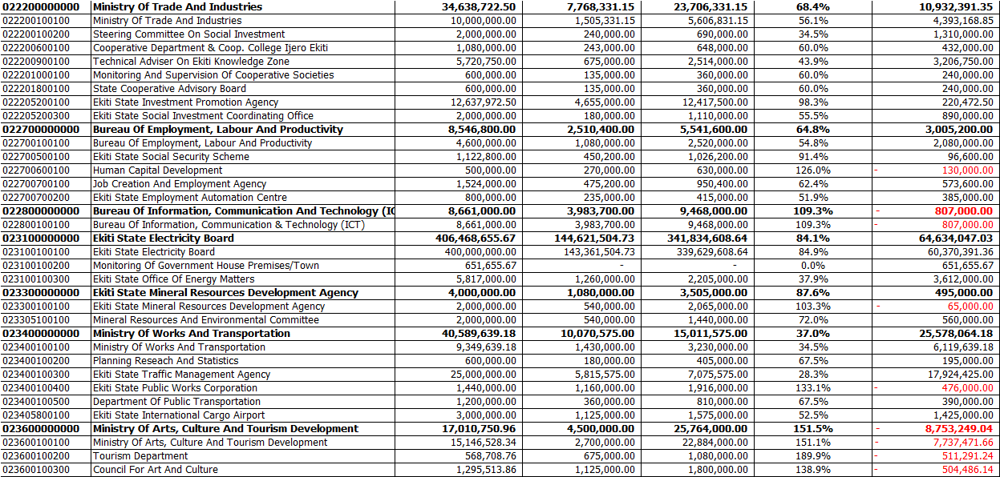 022200000000 Ministry Of Trade And Industries 34,638,722.50 7,768,331.15 23,706,331.15 68.4% 10,932,391.35
022200100100 Ministry Of Trade And Industries 10,000,000.00 1,505,331.15 5,606,831.15 56.1% 4,393,168.85
022200100200 Steering Committee On Social Investment 2,000,000.00 240,000.00 690,000.00 34.5% 1,310,000.00
022200600100 Cooperative Department & Coop. College Ijero Ekiti 1,080,000.00 243,000.00 648,000.00 60.0% 432,000.00
022200900100 Technical Adviser On Ekiti Knowledge Zone 5,720,750.00 675,000.00 2,514,000.00 43.9% 3,206,750.00
022201000100 Monitoring And Supervision Of Cooperative Societies 600,000.00 135,000.00 360,000.00 60.0% 240,000.00
022201800100 State Cooperative Advisory Board 600,000.00 135,000.00 360,000.00 60.0% 240,000.00
022205200100 Ekiti State Investment Promotion Agency 12,637,972.50 4,655,000.00 12,417,500.00 98.3% 220,472.50
022205200300 Ekiti State Social Investment Coordinating Office 2,000,000.00 180,000.00 1,110,000.00 55.5% 890,000.00
022700000000 Bureau Of Employment, Labour And Productivity 8,546,800.00 2,510,400.00 5,541,600.00 64.8% 3,005,200.00
022700100100 Bureau Of Employment, Labour And Productivity 4,600,000.00 1,080,000.00 2,520,000.00 54.8% 2,080,000.00
022700500100 Ekiti State Social Security Scheme 1,122,800.00 450,200.00 1,026,200.00 91.4% 96,600.00
022700600100 Human Capital Development 500,000.00 270,000.00 630,000.00 126.0% - 130,000.00
022700700100 Job Creation And Employment Agency 1,524,000.00 475,200.00 950,400.00 62.4% 573,600.00
022700700200 Ekiti State Employment Automation Centre 800,000.00 235,000.00 415,000.00 51.9% 385,000.00
022800000000 Bureau Of Information, Communication And Technology (IC 8,661,000.00 3,983,700.00 9,468,000.00 109.3% - 807,000.00
022800100100 Bureau Of Information, Communication & Technology (ICT) 8,661,000.00 3,983,700.00 9,468,000.00 109.3% - 807,000.00
023100000000 Ekiti State Electricity Board 406,468,655.67 144,621,504.73 341,834,608.64 84.1% 64,634,047.03
023100100100 Ekiti State Electricity Board 400,000,000.00 143,361,504.73 339,629,608.64 84.9% 60,370,391.36
023100100200 Monitoring Of Government House Premises/Town 651,655.67 - - 0.0% 651,655.67
023100100300 Ekiti State Office Of Energy Matters 5,817,000.00 1,260,000.00 2,205,000.00 37.9% 3,612,000.00
023300000000 Ekiti State Mineral Resources Development Agency 4,000,000.00 1,080,000.00 3,505,000.00 87.6% 495,000.00
023300100100 Ekiti State Mineral Resources Development Agency 2,000,000.00 540,000.00 2,065,000.00 103.3% - 65,000.00
023305100100 Mineral Resources And Environmental Committee 2,000,000.00 540,000.00 1,440,000.00 72.0% 560,000.00
023400000000 Ministry Of Works And Transportation 40,589,639.18 10,070,575.00 15,011,575.00 37.0% 25,578,064.18
023400100100 Ministry Of Works And Transportation 9,349,639.18 1,430,000.00 3,230,000.00 34.5% 6,119,639.18
023400100200 Planning Reseach And Statistics 600,000.00 180,000.00 405,000.00 67.5% 195,000.00
023400100300 Ekiti State Traffic Management Agency 25,000,000.00 5,815,575.00 7,075,575.00 28.3% 17,924,425.00
023400100400 Ekiti State Public Works Corporation 1,440,000.00 1,160,000.00 1,916,000.00 133.1% - 476,000.00
023400100500 Department Of Public Transportation 1,200,000.00 360,000.00 810,000.00 67.5% 390,000.00
023405800100 Ekiti State International Cargo Airport 3,000,000.00 1,125,000.00 1,575,000.00 52.5% 1,425,000.00
023600000000 Ministry Of Arts, Culture And Tourism Development 17,010,750.96 4,500,000.00 25,764,000.00 151.5% - 8,753,249.04
023600100100 Ministry Of Arts, Culture And Tourism Development 15,146,528.34 2,700,000.00 22,884,000.00 151.1% - 7,737,471.66
023600100200 Tourism Department 568,708.76 675,000.00 1,080,000.00 189.9% - 511,291.24
023600100300 Council For Art And Culture 1,295,513.86 1,125,000.00 1,800,000.00 138.9% - 504,486.14